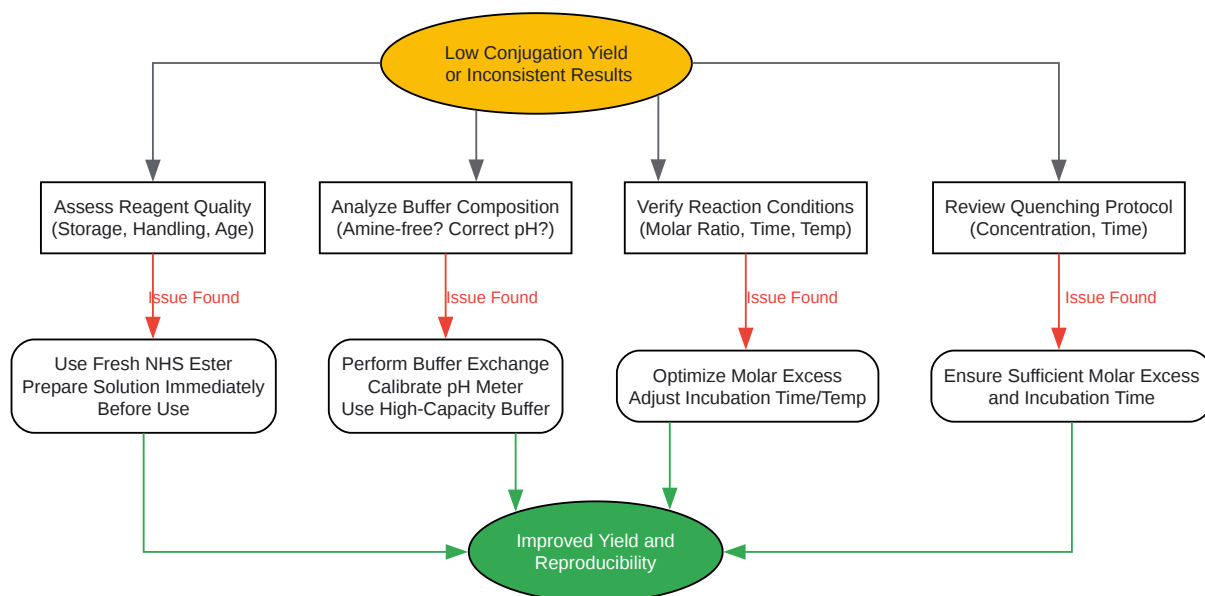 Low Conjugation Yield
or Inconsistent Results
Assess Reagent Quality
(Storage, Handling, Age)
Analyze Buffer Composition
(Amine-free? Correct pH?)
Verify Reaction Conditions
(Molar Ratio, Time, Temp)
Review Quenching Protocol
(Concentration, Time)
Issue Found
Issue Found
Issue Found
Issue Found
Use Fresh NHS Ester
Prepare Solution Immediately
Before Use
Perform Buffer Exchange
Calibrate pH Meter
Use High-Capacity Buffer
Optimize Molar Excess
Adjust Incubation Time/Temp
Ensure Sufficient Molar Excess
and Incubation Time
Improved Yield and
Reproducibility